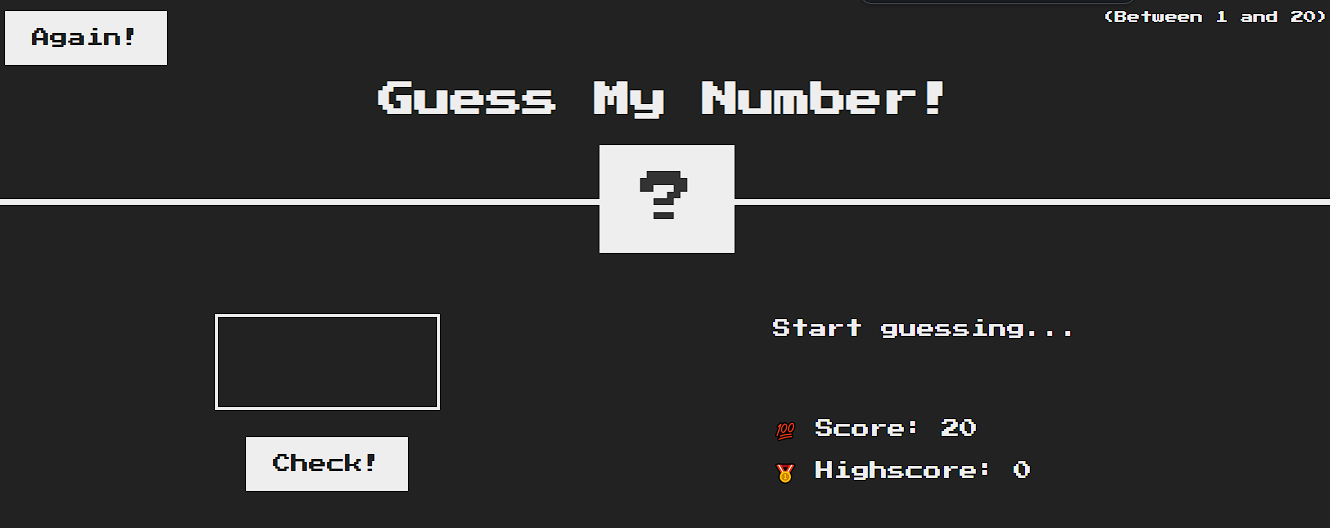 Again!
(Between 1 and 20)
Guess My Number!
?
Start guessing...
💯 Score: 20
🥇 Highscore: 0
Check!